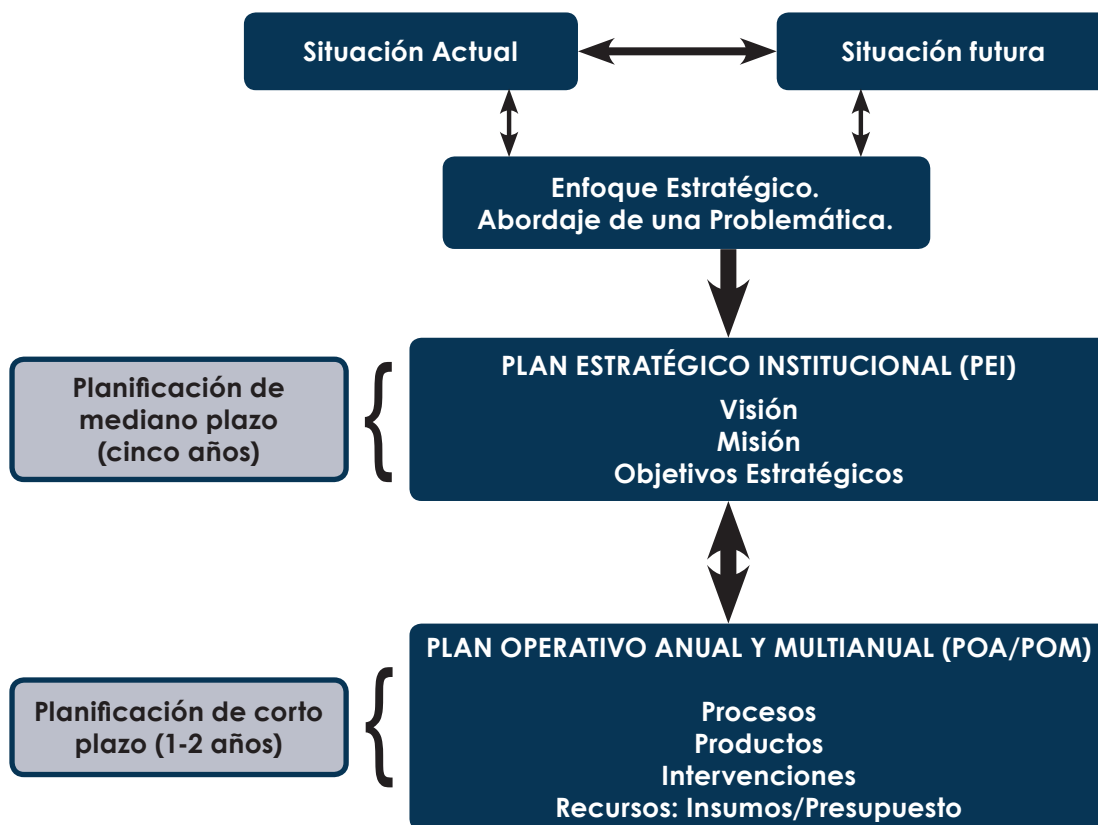 Situación Actual
Situación futura
Enfoque Estratégico.
Abordaje de una Problemática.
Planificación de
mediano plazo
(cinco años)
PLAN ESTRATÉGICO INSTITUCIONAL (PEI)
Visión
Misión
Objetivos Estratégicos
Planificación de corto
plazo (1-2 años)
PLAN OPERATIVO ANUAL Y MULTIANUAL (POA/POM)
Procesos
Productos
Intervenciones
Recursos: Insumos/Presupuesto